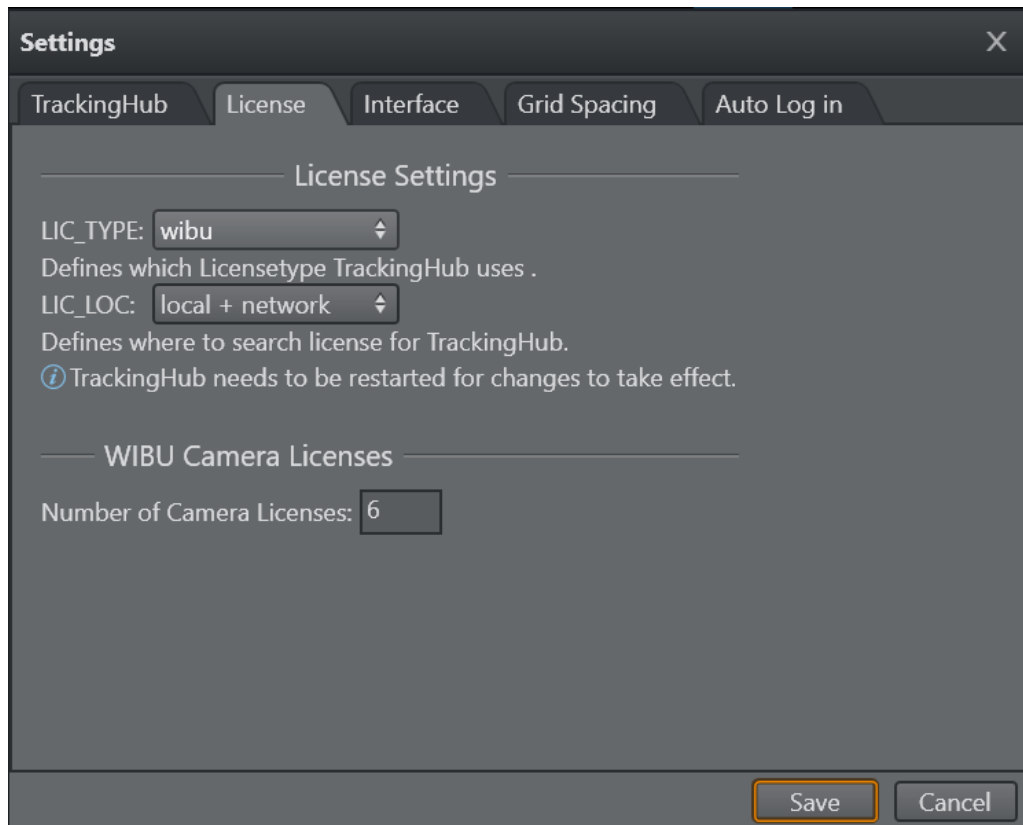 Settings X
TrackingHub License Interface Grid Spacing Auto Log in
License Settings
LIC_TYPE: wibu
Defines which Licensetype TrackingHub uses .
LIC_LOC: local + network
Defines where to search license for TrackingHub.
i TrackingHub needs to be restarted for changes to take effect.
WIBU Camera Licenses
Number of Camera Licenses: 6
Save Cancel